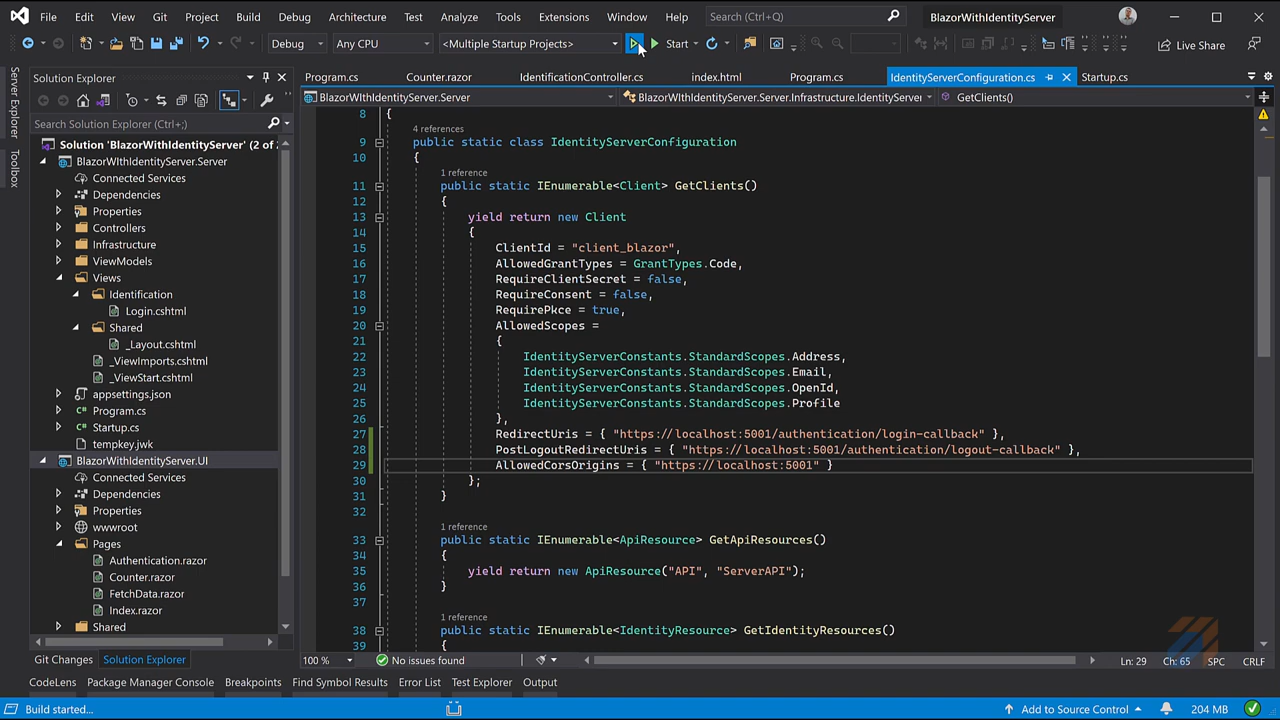 File Edit View Git Project Build Debug Architecture Test Analyze Tools Extensions Window Help Search (Ctrl+Q) BlazorWithIdentityServer
Debug Any CPU <Multiple Startup Projects> Start Live Share
Server Explorer
Toolbox
Solution Explorer
Search Solution Explorer (Ctrl+;)
Solution 'BlazorWithIdentityServer' (2 of 2
BlazorWithIdentityServer.Server
Connected Services
Dependencies
Properties
Controllers
Infrastructure
ViewModels
Views
Identification
Login.cshtml
Shared
_Layout.cshtml
_ViewImports.cshtml
_ViewStart.cshtml
appsettings.json
Program.cs
Startup.cs
tempkey.jwk
BlazorWithIdentityServer.UI
Connected Services
Dependencies
Properties
wwwroot
Pages
Authentication.razor
Counter.razor
FetchData.razor
Index.razor
Shared
Git Changes Solution Explorer
Program.cs Counter.razor IdentificationController.cs index.html Program.cs IdentityServerConfiguration.cs Startup.cs
BlazorWIthIdentityServer.Server BlazorWIthIdentityServer.Server.Infrastructure.IdentityServer GetClients()
8 {
4 references
9 public static class IdentityServerConfiguration
10 {
1 reference
11 public static IEnumerable<Client> GetClients()
12 {
13 yield return new Client
14 {
15 ClientId = "client_blazor",
16 AllowedGrantTypes = GrantTypes.Code,
17 RequireClientSecret = false,
18 RequireConsent = false,
19 RequirePkce = true,
20 AllowedScopes =
21 {
22 IdentityServerConstants.StandardScopes.Address,
23 IdentityServerConstants.StandardScopes.Email,
24 IdentityServerConstants.StandardScopes.OpenId,
25 IdentityServerConstants.StandardScopes.Profile
26 },
27 RedirectUris = { "https://localhost:5001/authentication/login-callback" },
28 PostLogoutRedirectUris = { "https://localhost:5001/authentication/logout-callback" },
29 AllowedCorsOrigins = { "https://localhost:5001" }
30 };
31 }
32
1 reference
33 public static IEnumerable<ApiResource> GetApiResources()
34 {
35 yield return new ApiResource("API", "ServerAPI");
36 }
37
1 reference
38 public static IEnumerable<IdentityResource> GetIdentityResources()
39 {
100 % No issues found Ln: 29 Ch: 65 SPC CRLF
CodeLens Package Manager Console Breakpoints Find Symbol Results Error List Test Explorer Output
Build started... Add to Source Control 204 MB